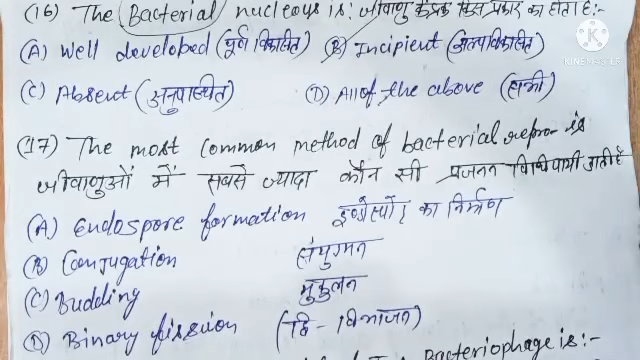 (16) The Bacterial nucleous is: जीवाणु केन्द्रक किस प्रकार का होता है:-
(A) Well developed (पूर्ण विकसित) (B) Incipient (अल्पविकसित)
(C) Absent (अनुपस्थित) (D) All of the above (सभी)
(17) The most common method of bacterial repro is
जीवाणुओं में सबसे ज्यादा कौन सी प्रजनन विधि पायी जाती है
(A) Endospore formation इण्डोस्पोर का निर्माण
(B) Conjugation संयुग्मन
(C) Budding मुकुलन
(D) Binary fission (द्वि-विभाजन)
Bacteriophage is:-
KINEMASTER